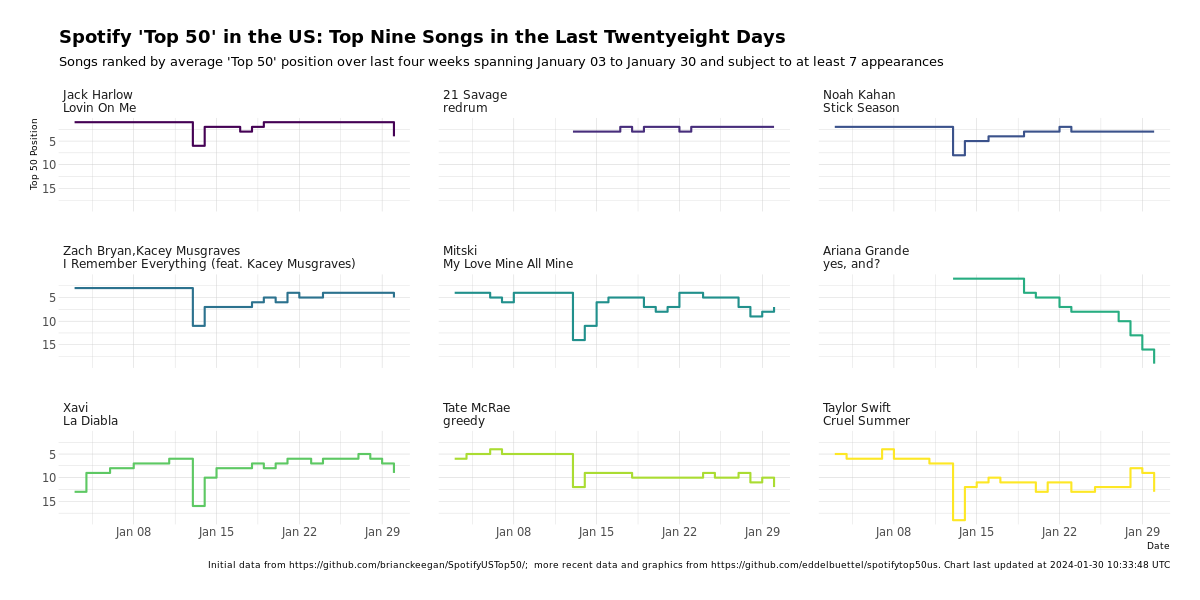 Spotify 'Top 50' in the US: Top Nine Songs in the Last Twentyeight Days
Songs ranked by average 'Top 50' position over last four weeks spanning January 03 to January 30 and subject to at least 7 appearances
Jack Harlow
Lovin On Me
21 Savage
redrum
Noah Kahan
Stick Season
Top 50 Position
5
10
15
Zach Bryan,Kacey Musgraves
I Remember Everything (feat. Kacey Musgraves)
Mitski
My Love Mine All Mine
Ariana Grande
yes, and?
5
10
15
Xavi
La Diabla
Tate McRae
greedy
Taylor Swift
Cruel Summer
5
10
15
Jan 08 Jan 15 Jan 22 Jan 29
Jan 08 Jan 15 Jan 22 Jan 29
Jan 08 Jan 15 Jan 22 Jan 29
Date
Initial data from https://github.com/brianckeegan/SpotifyUSTop50/;  more recent data and graphics from https://github.com/eddelbuettel/spotifytop50us. Chart last updated at 2024-01-30 10:33:48 UTC